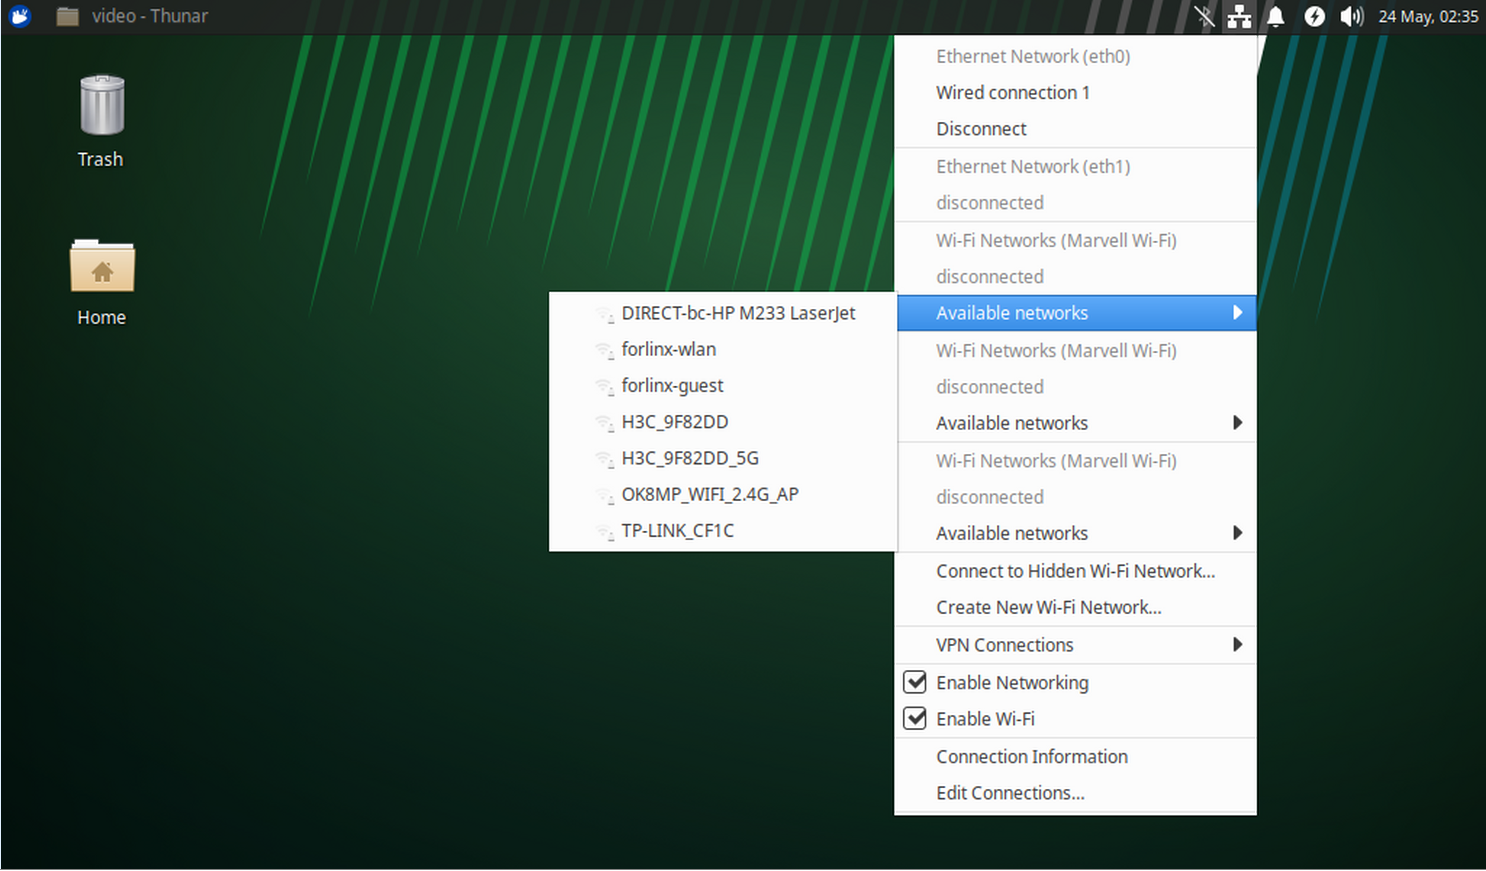 video - Thunar
24 May, 02:35
Trash
Home
Ethernet Network (eth0)
Wired connection 1
Disconnect
Ethernet Network (eth1)
disconnected
Wi-Fi Networks (Marvell Wi-Fi)
disconnected
Available networks
DIRECT-bc-HP M233 LaserJet
forlinx-wlan
forlinx-guest
H3C_9F82DD
H3C_9F82DD_5G
OK8MP_WIFI_2.4G_AP
TP-LINK_CF1C
Wi-Fi Networks (Marvell Wi-Fi)
disconnected
Available networks
Wi-Fi Networks (Marvell Wi-Fi)
disconnected
Available networks
Connect to Hidden Wi-Fi Network...
Create New Wi-Fi Network...
VPN Connections
Enable Networking
Enable Wi-Fi
Connection Information
Edit Connections...